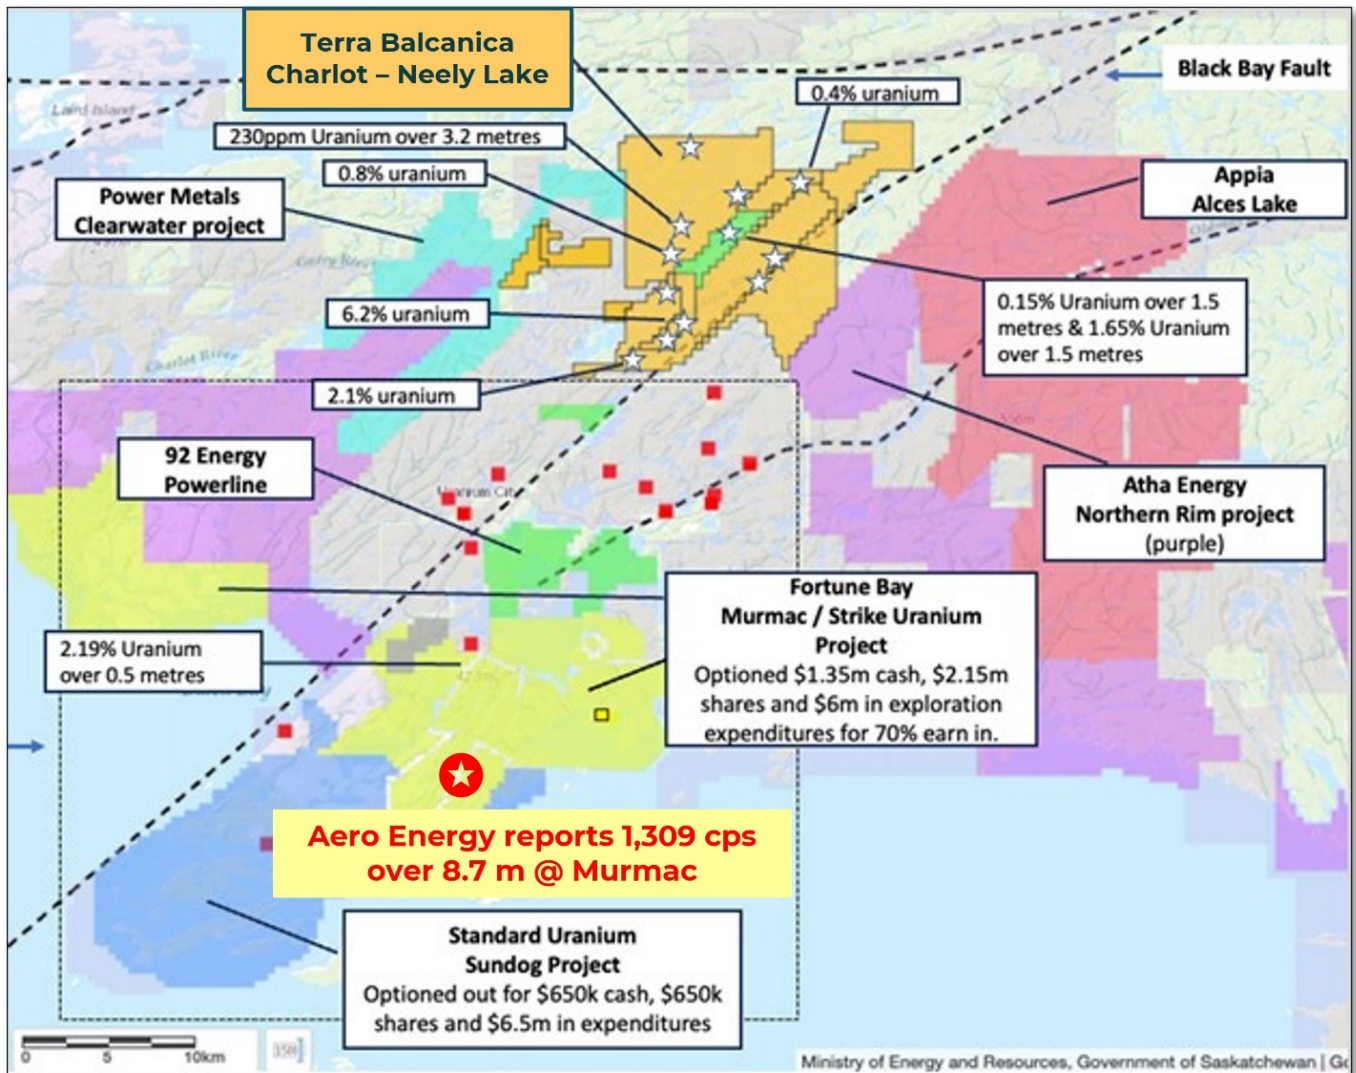 Terra Balcanica
Charlot – Neely Lake
Black Bay Fault
0.4% uranium
Laird Island
230ppm Uranium over 3.2 metres
0.8% uranium
Power Metals
Clearwater project
Appia
Alces Lake
6.2% uranium
0.15% Uranium over 1.5
metres & 1.65% Uranium
over 1.5 metres
Charlot River
2.1% uranium
92 Energy
Powerline
Uranium City
Atha Energy
Northern Rim project
(purple)
Fortune Bay
Murmac / Strike Uranium
Project
Optioned $1.35m cash, $2.15m
shares and $6m in exploration
expenditures for 70% earn in.
2.19% Uranium
over 0.5 metres
Aero Energy reports 1,309 cps
over 8.7 m @ Murmac
Standard Uranium
Sundog Project
Optioned out for $650k cash, $650k
shares and $6.5m in expenditures
0 5 10km
Ministry of Energy and Resources, Government of Saskatchewan |